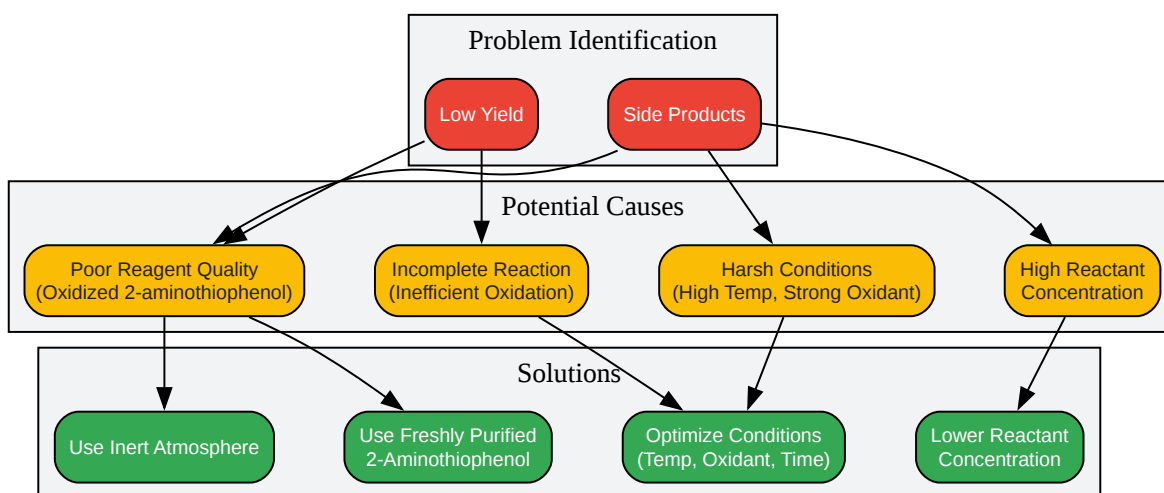 Problem Identification
Low Yield
Side Products
Potential Causes
Poor Reagent Quality
(Oxidized 2-aminothiophenol)
Incomplete Reaction
(Inefficient Oxidation)
Harsh Conditions
(High Temp, Strong Oxidant)
High Reactant
Concentration
Solutions
Use Inert Atmosphere
Use Freshly Purified
2-Aminothiophenol
Optimize Conditions
(Temp, Oxidant, Time)
Lower Reactant
Concentration